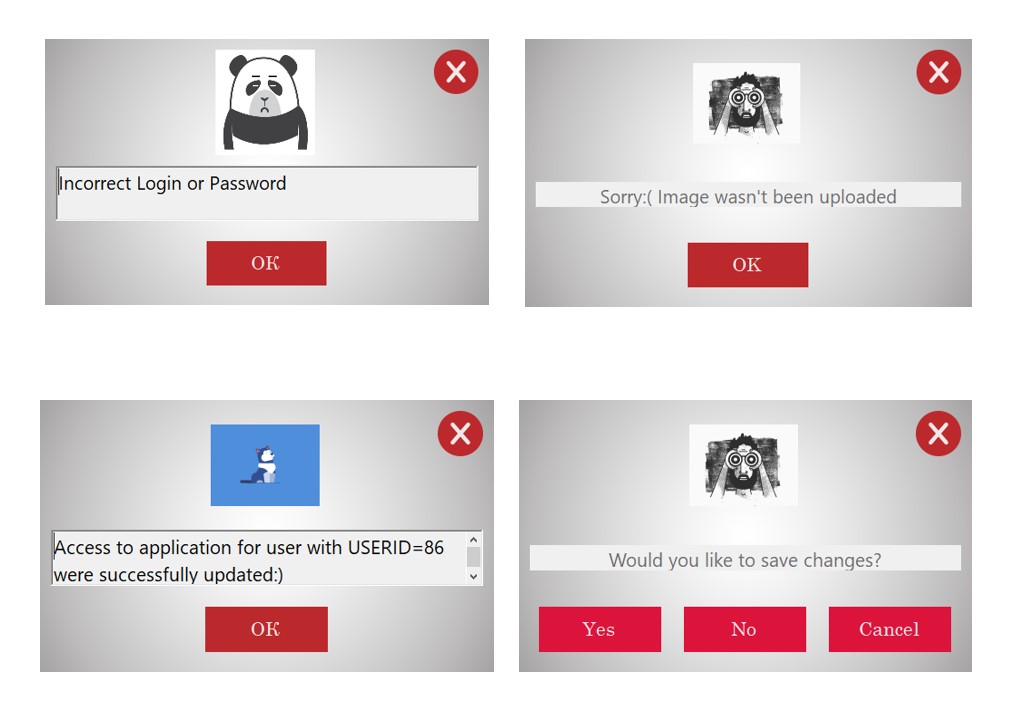 Incorrect Login or Password
OK
Sorry:( Image wasn't been uploaded
OK
Access to application for user with USERID=86
were successfully updated:)
OK
Would you like to save changes?
Yes
No
Cancel